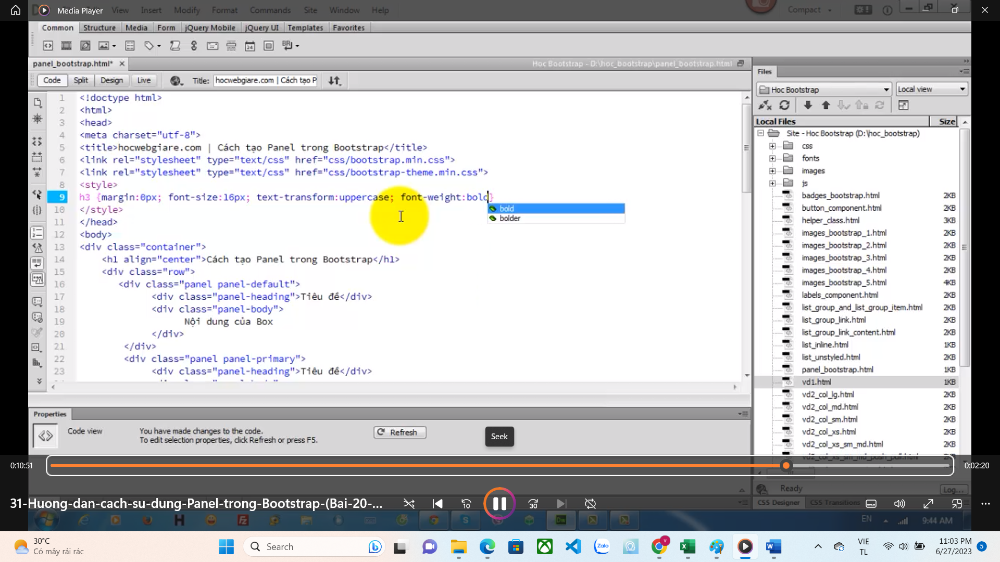 Media Player
View Insert Modify Format Commands Site Window Help
Compact
Common Structure Media Form jQuery Mobile jQuery UI Templates Favorites
panel_bootstrap.html*
Hoc Bootstrap - D:\hoc_bootstrap\panel_bootstrap.html
Code Split Design Live Title: hocwebgiare.com | Cách tạo P
1 <!doctype html>
2 <html>
3 <head>
4 <meta charset="utf-8">
5 <title>hocwebgiare.com | Cách tạo Panel trong Bootstrap</title>
6 <link rel="stylesheet" type="text/css" href="css/bootstrap.min.css">
7 <link rel="stylesheet" type="text/css" href="css/bootstrap-theme.min.css">
8 <style>
9 h3 {margin:0px; font-size:16px; text-transform:uppercase; font-weight:bold}
bold
bolder
10 </style>
11 </head>
12 <body>
13 <div class="container">
14 <h1 align="center">Cách tạo Panel trong Bootstrap</h1>
15 <div class="row">
16 <div class="panel panel-default">
17 <div class="panel-heading">Tiêu đề</div>
18 <div class="panel-body">
19 Nội dung của Box
20 </div>
21 </div>
22 <div class="panel panel-primary">
23 <div class="panel-heading">Tiêu đề</div>
Files
Hoc Bootstrap Local view
Local Files Size
Site - Hoc Bootstrap (D:\hoc_bootstrap)
css
fonts
images
js
badges_bootstrap.html 2KB
button_component.html 2KB
helper_class.html 3KB
images_bootstrap_1.html 2KB
images_bootstrap_2.html 2KB
images_bootstrap_3.html 2KB
images_bootstrap_4.html 2KB
images_bootstrap_5.html 4KB
labels_component.html 2KB
list_group_and_list_group_item.html 2KB
list_group_link.html 2KB
list_group_link_content.html 2KB
list_inline.html 1KB
list_unstyled.html 2KB
panel_bootstrap.html 1KB
vd1.html 1KB
vd2_col_lg.html 2KB
vd2_col_md.html 2KB
vd2_col_sm.html 2KB
vd2_col_xs.html 2KB
vd2_col_xs_sm_md.html 2KB
vd2_col_xs_sm_md_push_pull.html 2KB
Properties
Code view
You have made changes to the code.
To edit selection properties, click Refresh or press F5.
Refresh
Seek
0:10:51
0:02:20
Ready
Log...
CSS Designer CSS Transitions
31-Huong-dan-cach-su-dung-Panel-trong-Bootstrap-(Bai-20-...
10
30
EN 9:44 AM
30°C
Có mây rải rác
Search
Zalo
VIE
TL
11:03 PM
6/27/2023
5